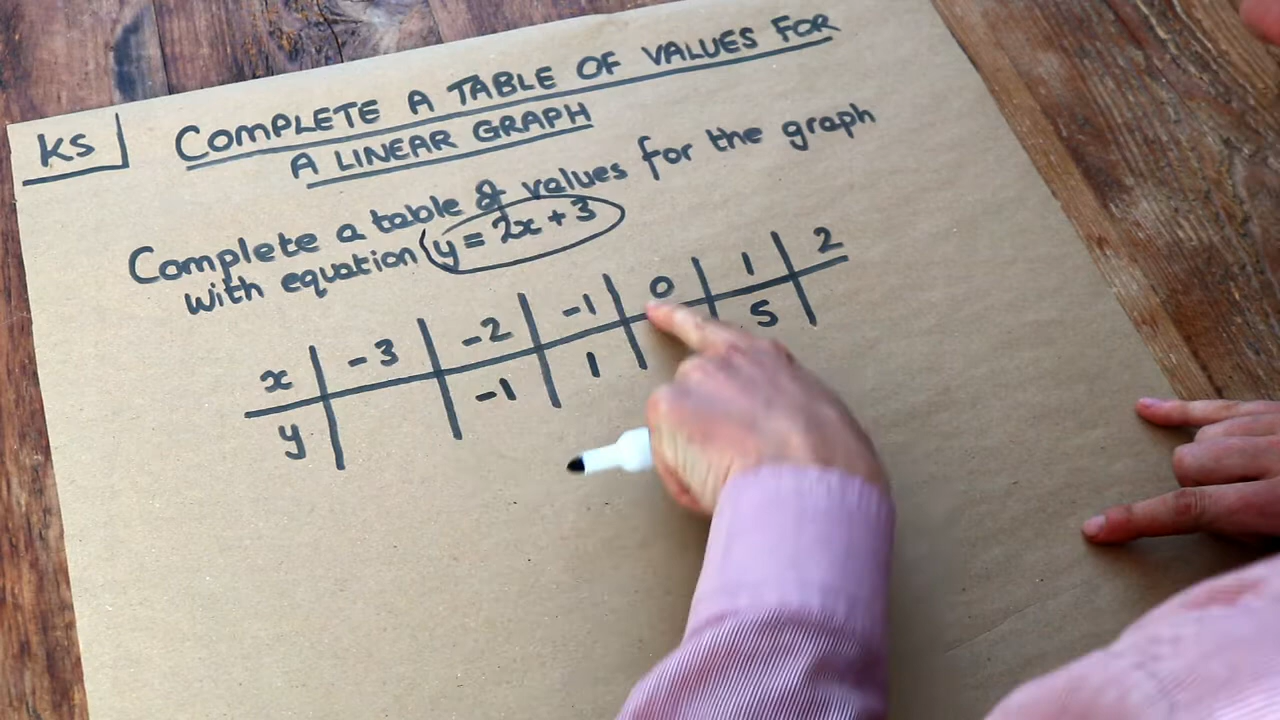 KS
COMPLETE A TABLE OF VALUES FOR
A LINEAR GRAPH
Complete a table of values for the graph
with equation y = 2x + 3
x -3 -2 -1 0 1 2
y -1 1 5